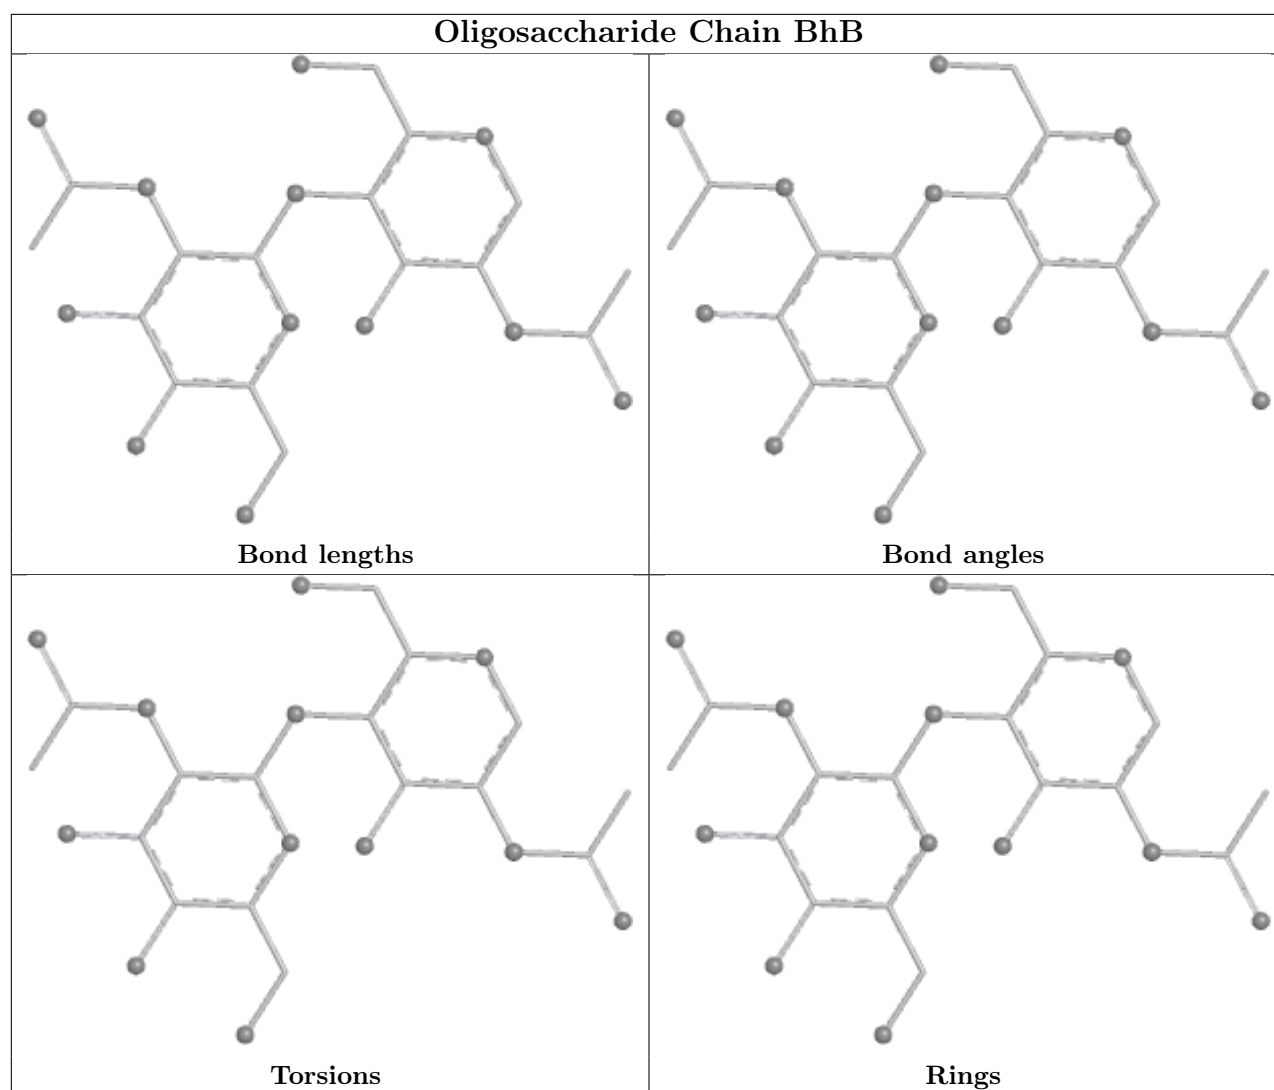 Oligosaccharide Chain BhB
Bond lengths
Bond angles
Torsions
Rings